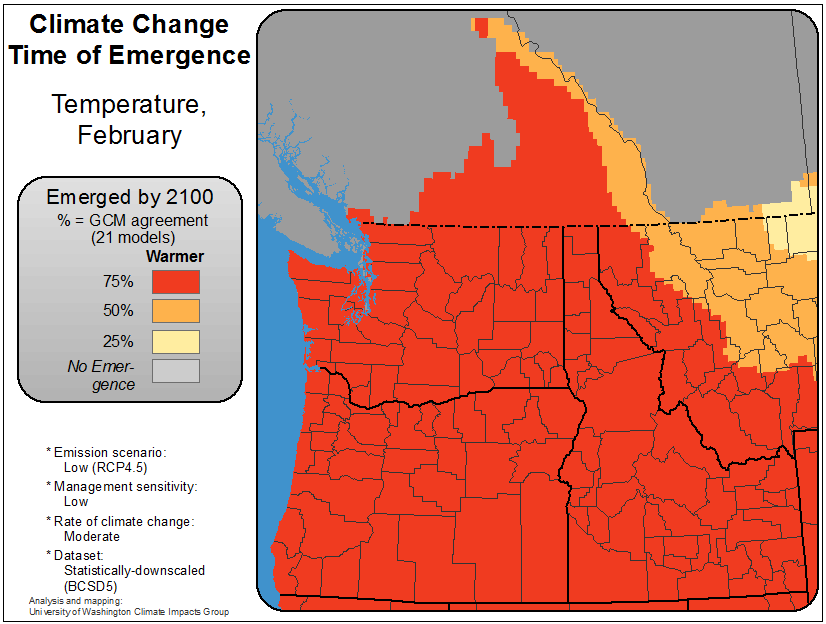 Climate Change
Time of Emergence
Temperature,
February
Emerged by 2100
% = GCM agreement
(21 models)
Warmer
75%
50%
25%
No Emer-
gence
* Emission scenario:
Low (RCP4.5)
* Management sensitivity:
Low
* Rate of climate change:
Moderate
* Dataset:
Statistically-downscaled
(BCSD5)
Analysis and mapping:
University of Washington Climate Impacts Group